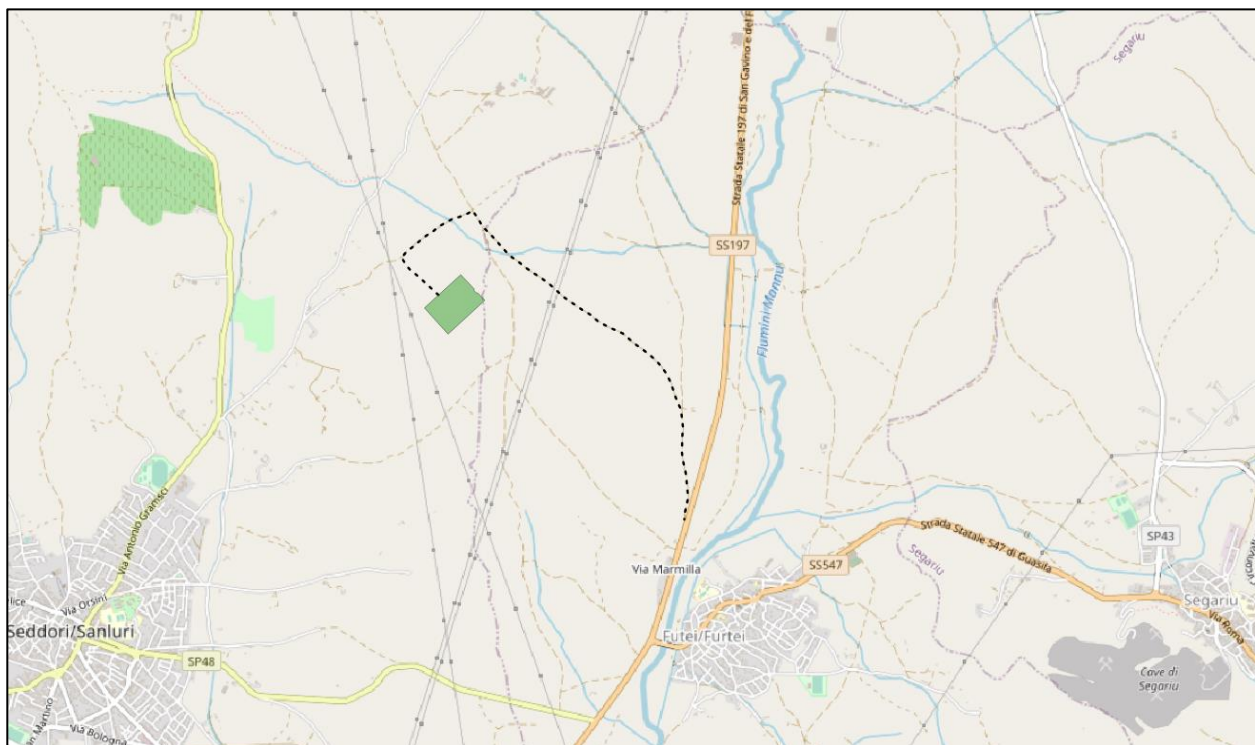 Segariu
Strada Statale 197 di San Gavino e del
SS197
Flumini Mannu
Via Antonio Gramsci
Strada Statale 547 di Guasila
SP43
Segariu
SS547
Via Marmilla
Via Orsini
Segariu
Via Roma
Seddori/Sanluri
Futei/Furtei
SP48
Cave di
Segariu
Via Bologna